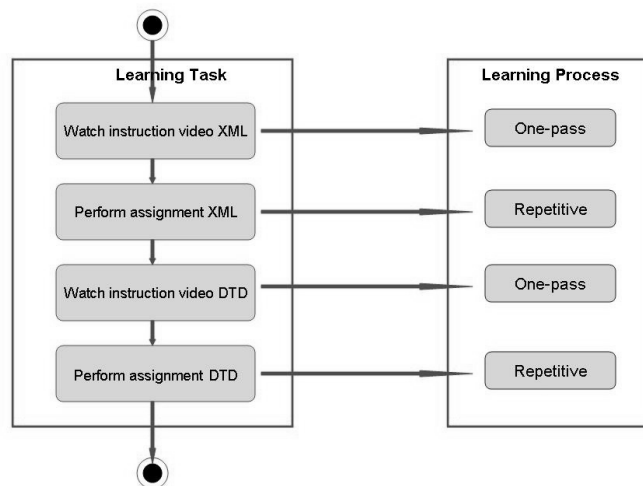 Learning Task
Learning Process
Watch instruction video XML
One-pass
Perform assignment XML
Repetitive
Watch instruction video DTD
One-pass
Perform assignment DTD
Repetitive